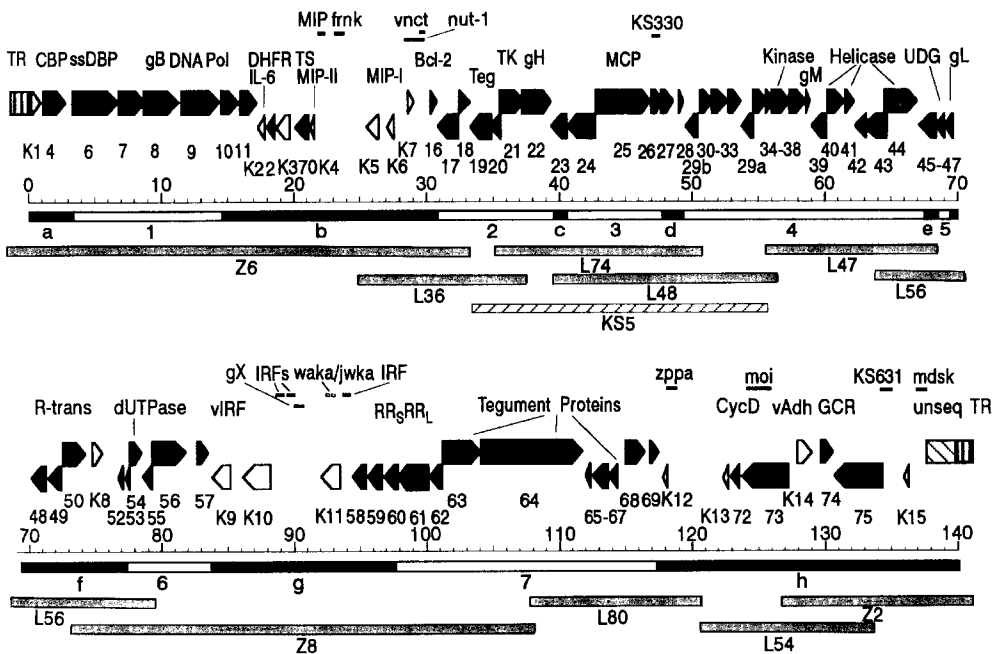 MIP frnk vnct nut-1 KS330
TR CBP ssDBP gB DNA Pol DHFR TS MIP-I Bcl-2 TK gH MCP Kinase Helicase UDG gL
IL-6 MIP-II Teg gM
K1 4 6 7 8 9 10 11 K5 K6 K7 16 18 21 22 25 26 27 28 30-33 34-38 40 41 44
K2 2 K3 70 K4 17 19 20 23 24 29b 29a 39 42 43 45-47
0 10 20 30 40 50 60 70
a 1 b 2 c 3 d 4 e 5
Z6 L74 L47
L36 L48 L56
KS5
gX IRFs waka/jwka IRF zppa moi KS631 mdsk
R-trans dUTPase vIRF RRS RRL Tegument Proteins CycD vAdh GCR unseq TR
50 K8 54 56 57 63 64 68 69 K12 K14 74
48 49 52 53 55 K9 K10 K11 58 59 60 61 62 65-67 K13 72 73 75 K15
70 80 90 100 110 120 130 140
f 6 g 7 h
L56 L80 Z2
Z8 L54